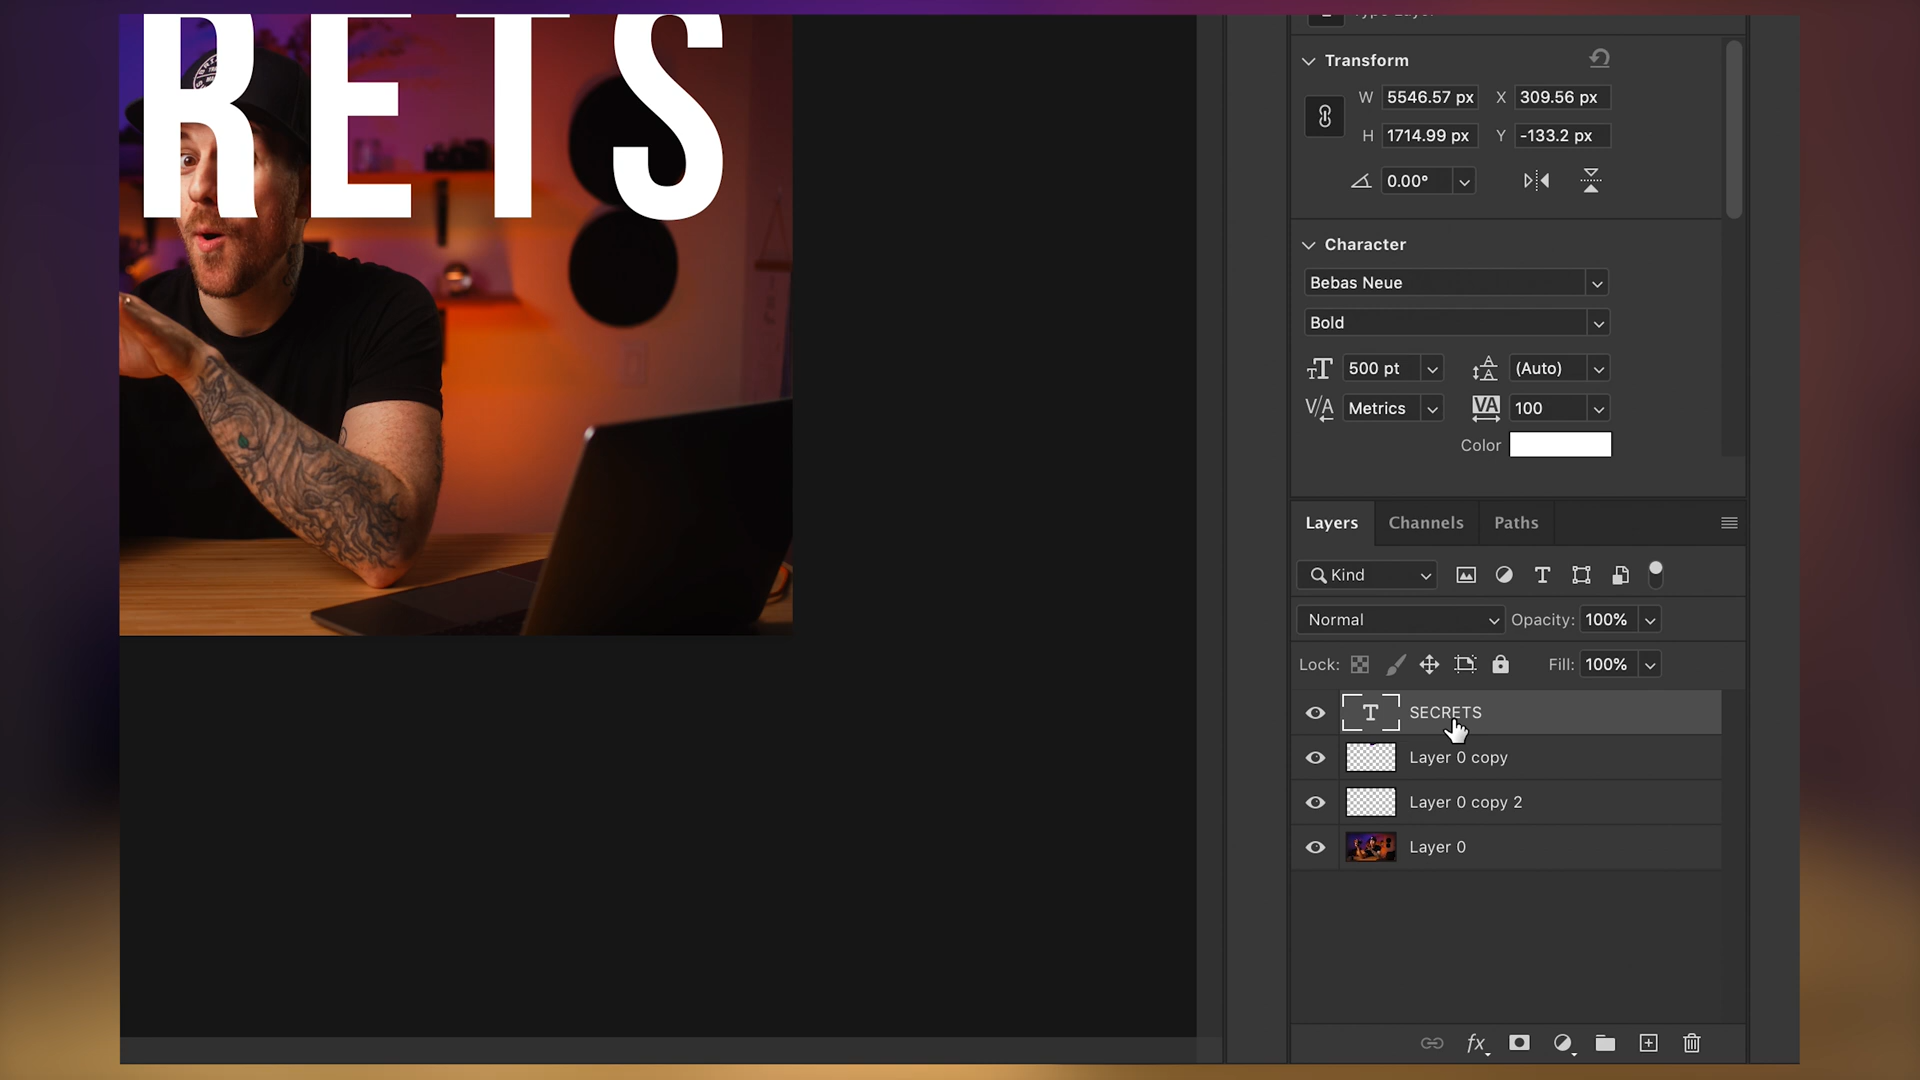 RETS
Transform
W 5546.57 px X 309.56 px
H 1714.99 px Y -133.2 px
0.00°
Character
Bebas Neue
Bold
500 pt (Auto)
Metrics 100
Color
Layers Channels Paths
Kind
Normal Opacity: 100%
Lock: Fill: 100%
T SECRETS
Layer 0 copy
Layer 0 copy 2
Layer 0
fx